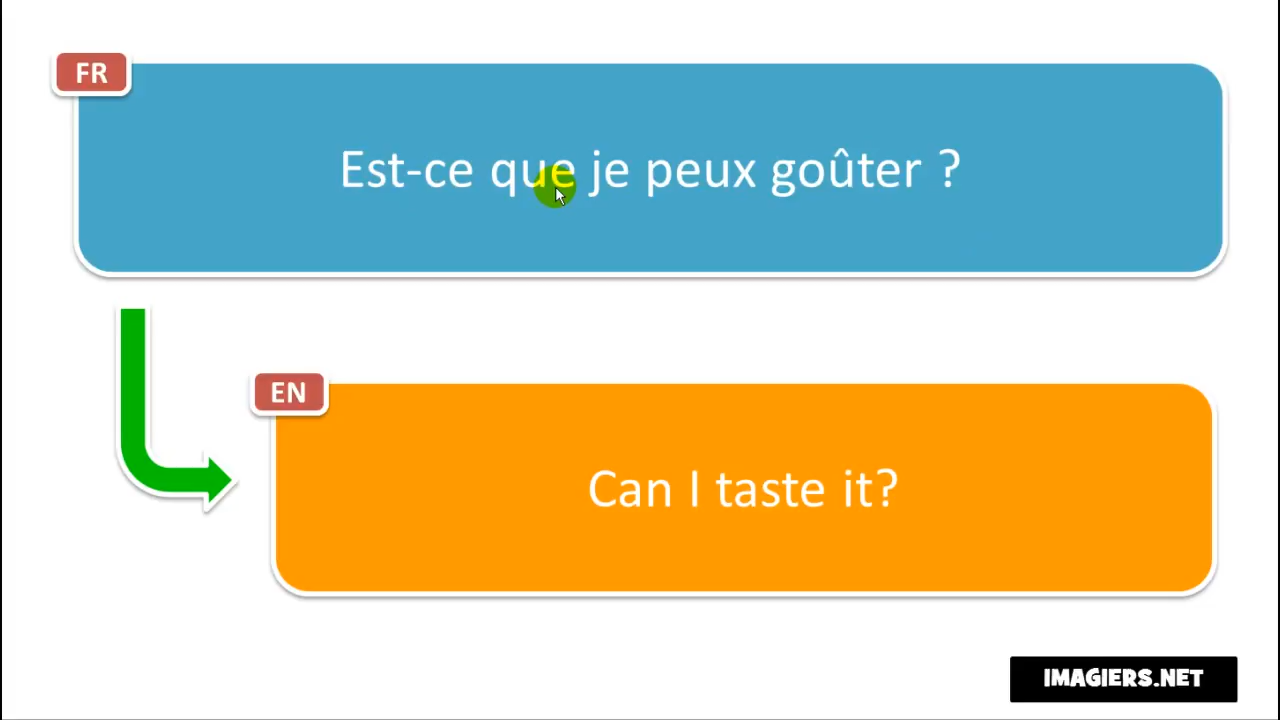 FR
Est-ce que je peux goûter ?
EN
Can I taste it?
IMAGIERS.NET